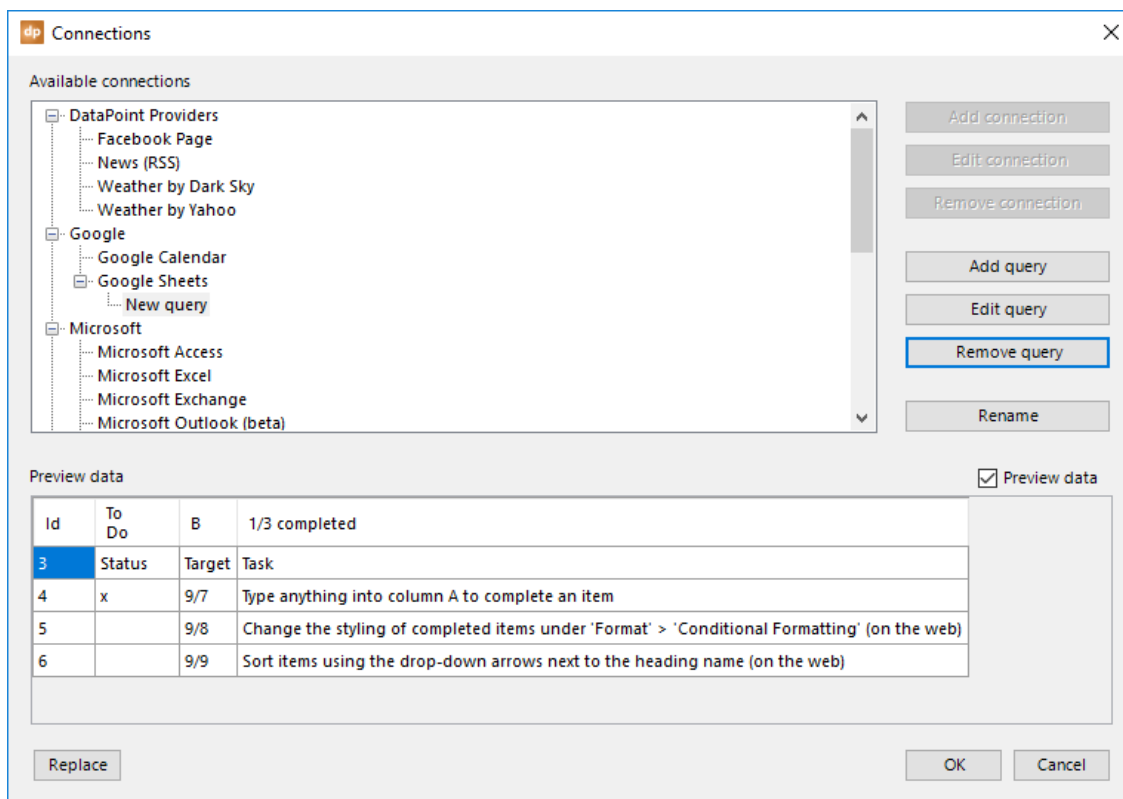 dp Connections
Available connections
DataPoint Providers
Facebook Page
News (RSS)
Weather by Dark Sky
Weather by Yahoo
Google
Google Calendar
Google Sheets
New query
Microsoft
Microsoft Access
Microsoft Excel
Microsoft Exchange
Microsoft Outlook (beta)
Add connection
Edit connection
Remove connection
Add query
Edit query
Remove query
Rename
Preview data
Preview data
Id To Do B 1/3 completed
3 Status Target Task
4 x 9/7 Type anything into column A to complete an item
5 9/8 Change the styling of completed items under 'Format' > 'Conditional Formatting' (on the web)
6 9/9 Sort items using the drop-down arrows next to the heading name (on the web)
Replace OK Cancel